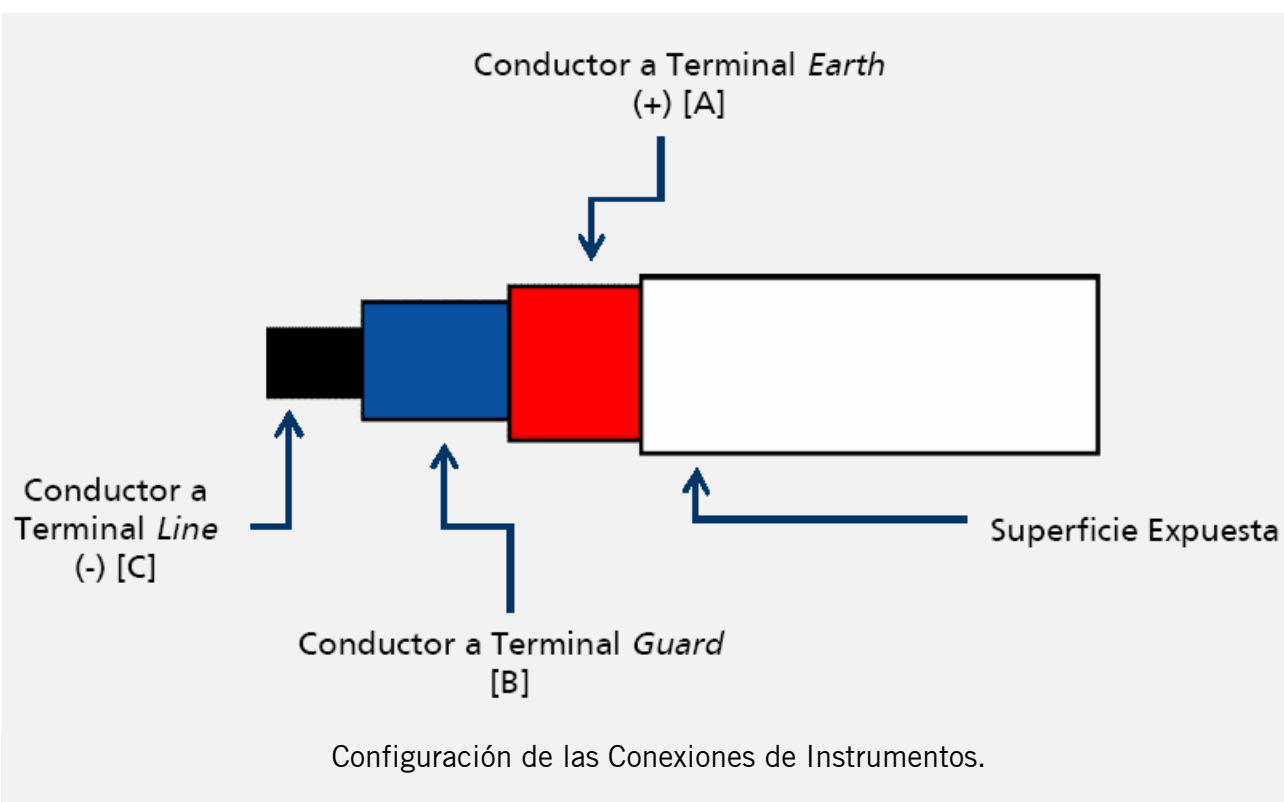 Conductor a Terminal Earth
(+) [A]
Conductor a
Terminal Line
(-) [C]
Superficie Expuesta
Conductor a Terminal Guard
[B]
Configuración de las Conexiones de Instrumentos.